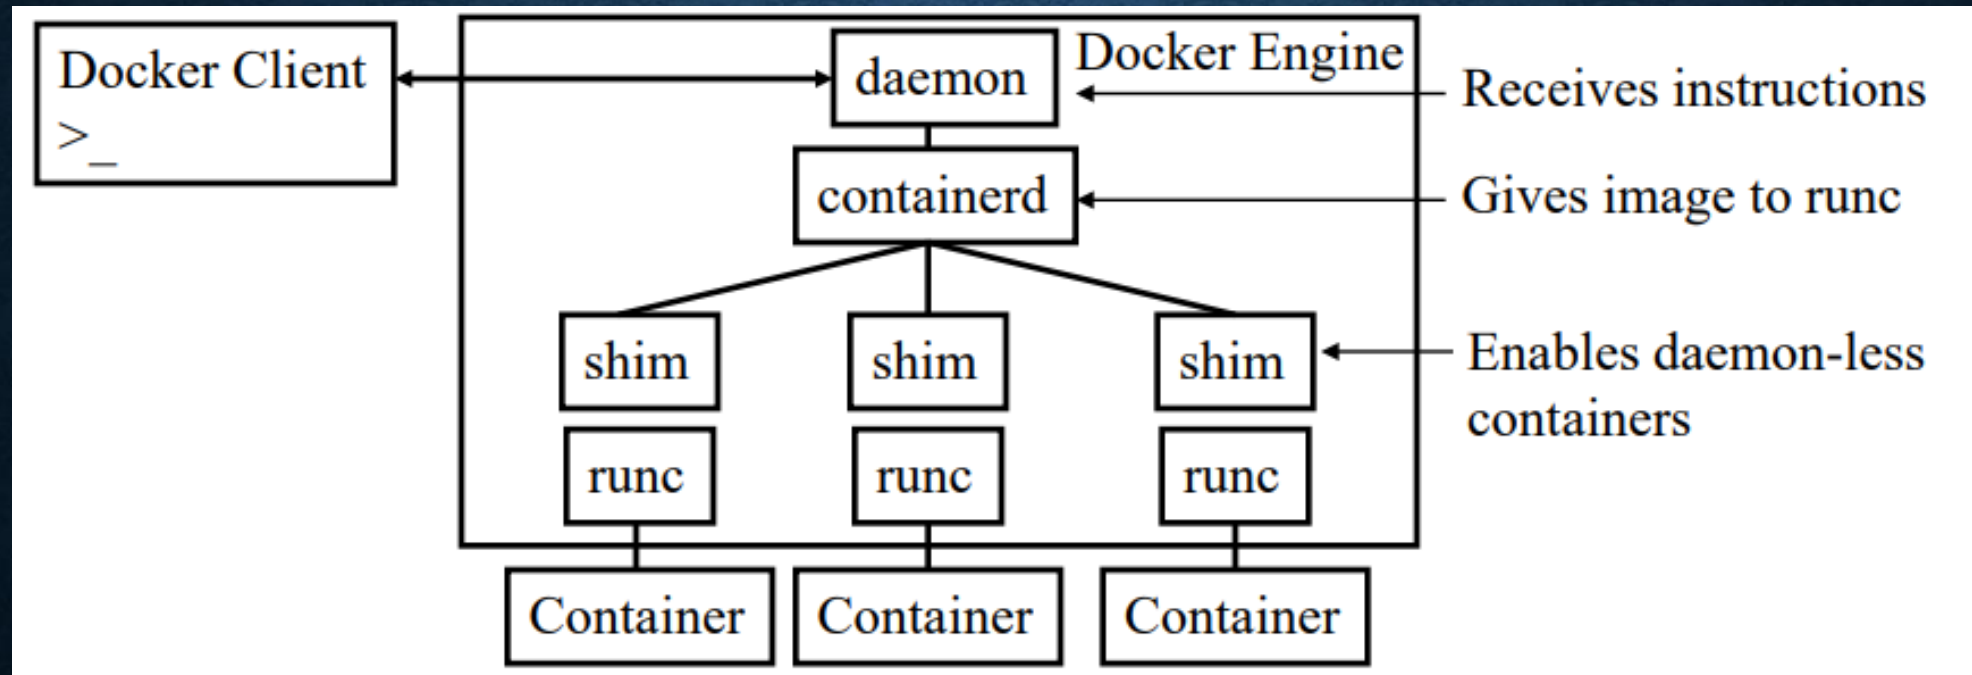 Docker Client
>_
daemon
Docker Engine
Receives instructions
containerd
Gives image to runc
shim
shim
shim
Enables daemon-less
containers
runc
runc
runc
Container
Container
Container